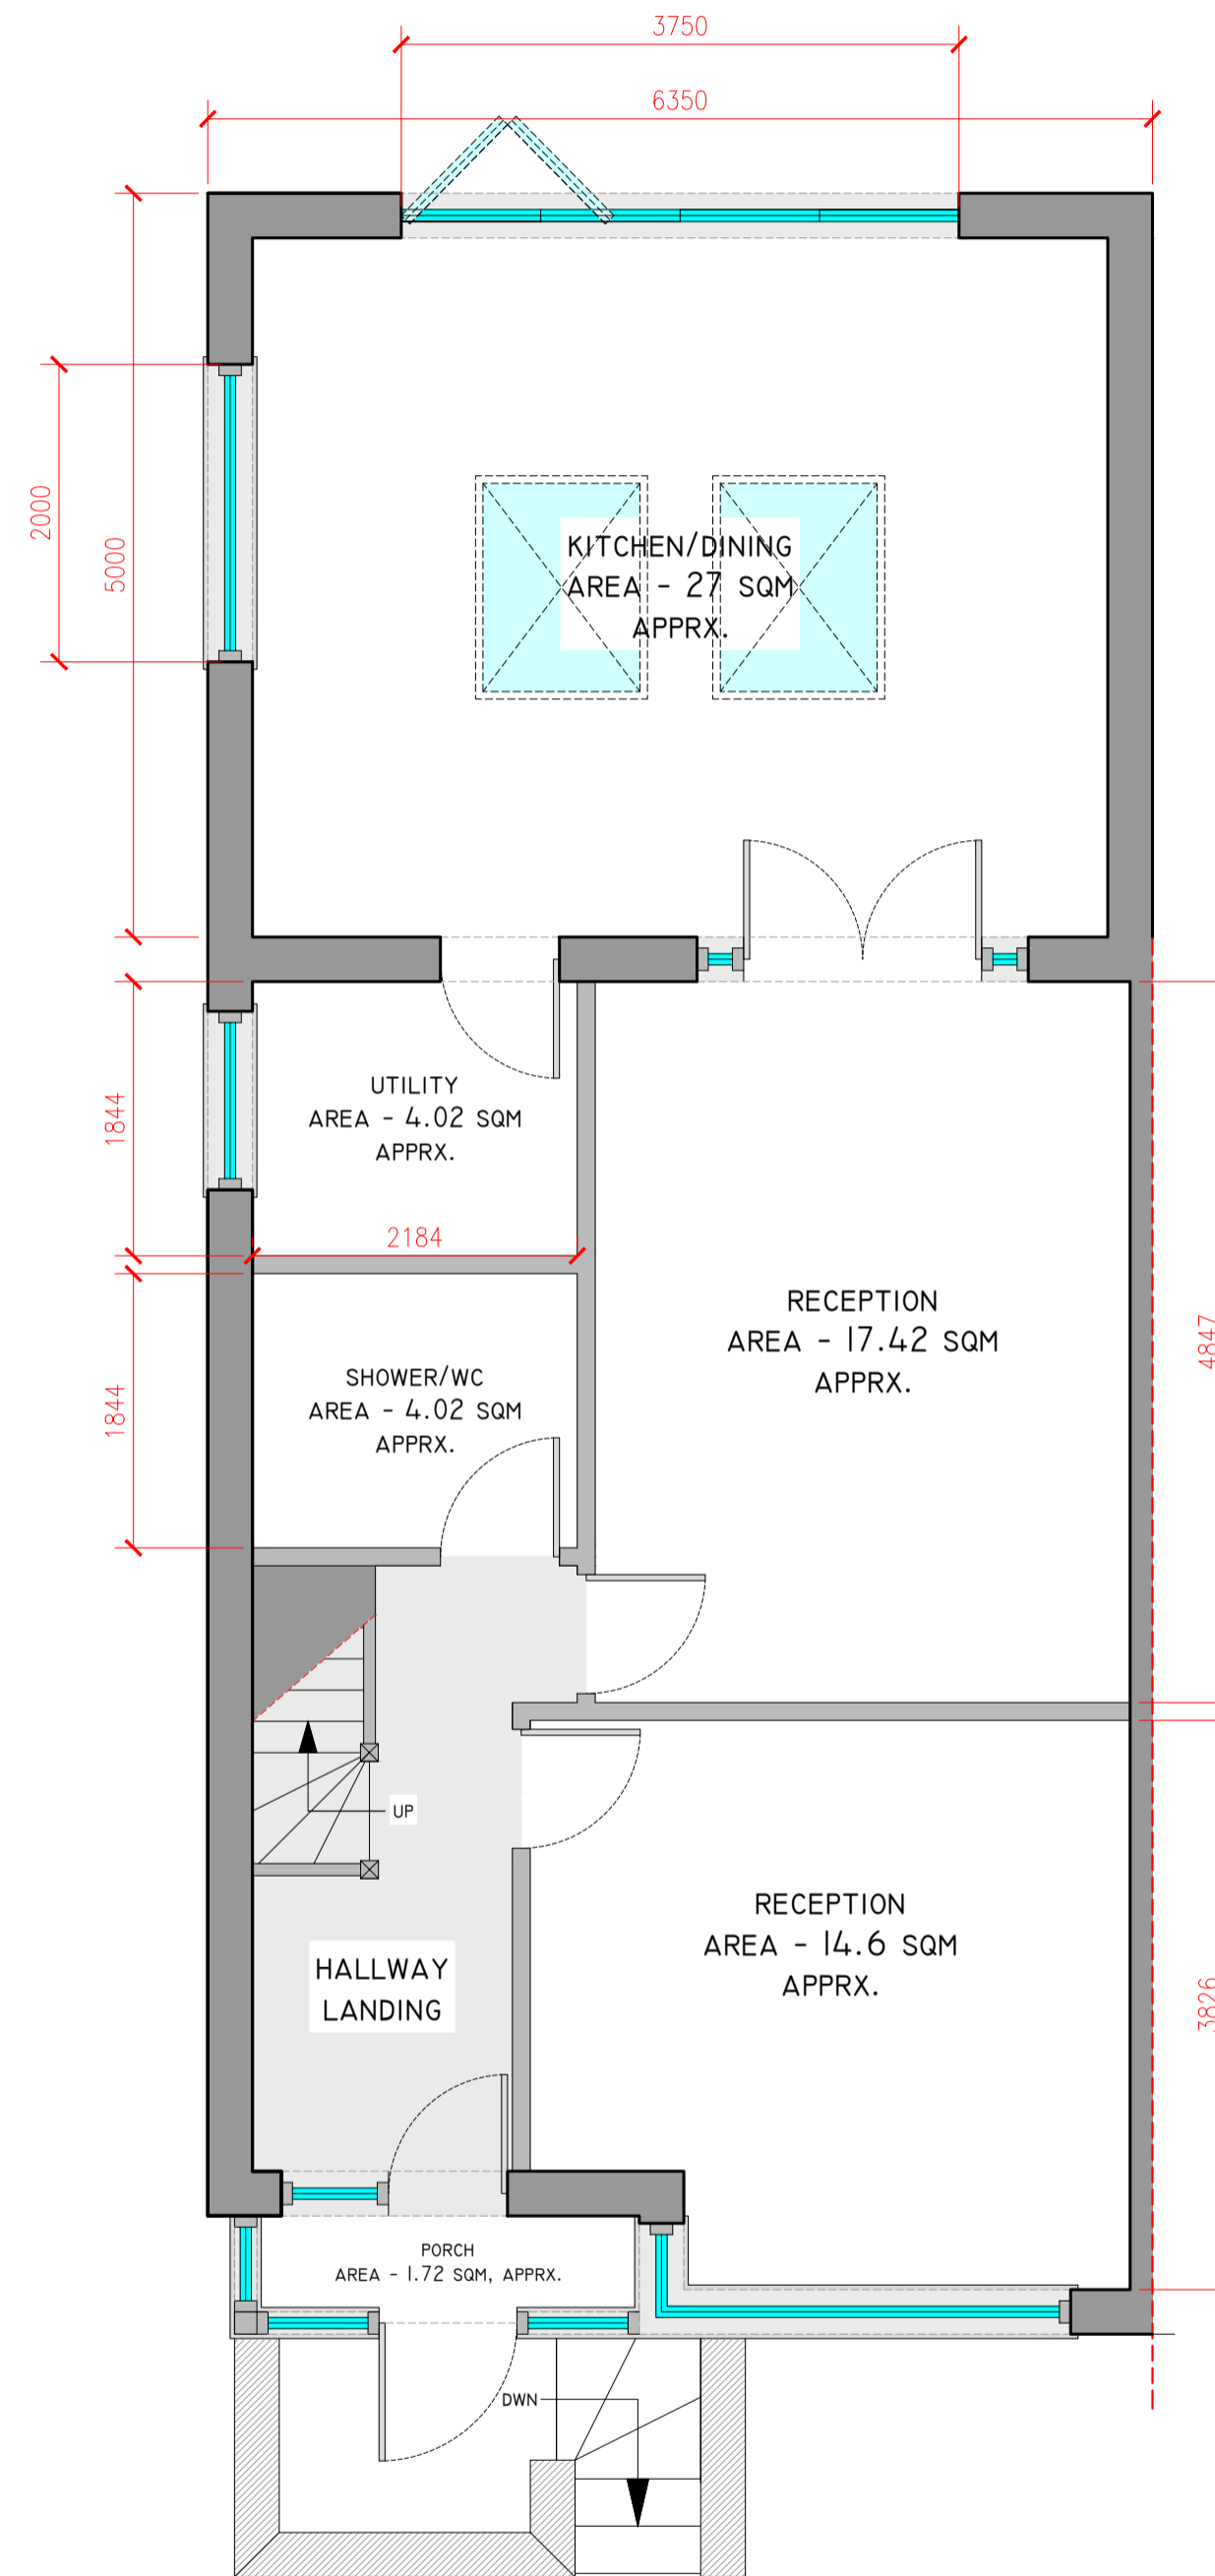 3750
6350
2000
5000
KITCHEN/DINING
AREA - 27 SQM
APPRX.
1844
UTILITY
AREA - 4.02 SQM
APPRX.
2184
RECEPTION
AREA - 17.42 SQM
APPRX.
4847
1844
SHOWER/WC
AREA - 4.02 SQM
APPRX.
UP
RECEPTION
AREA - 14.6 SQM
APPRX.
HALLWAY
LANDING
3826
PORCH
AREA - 1.72 SQM, APPRX.
DWN